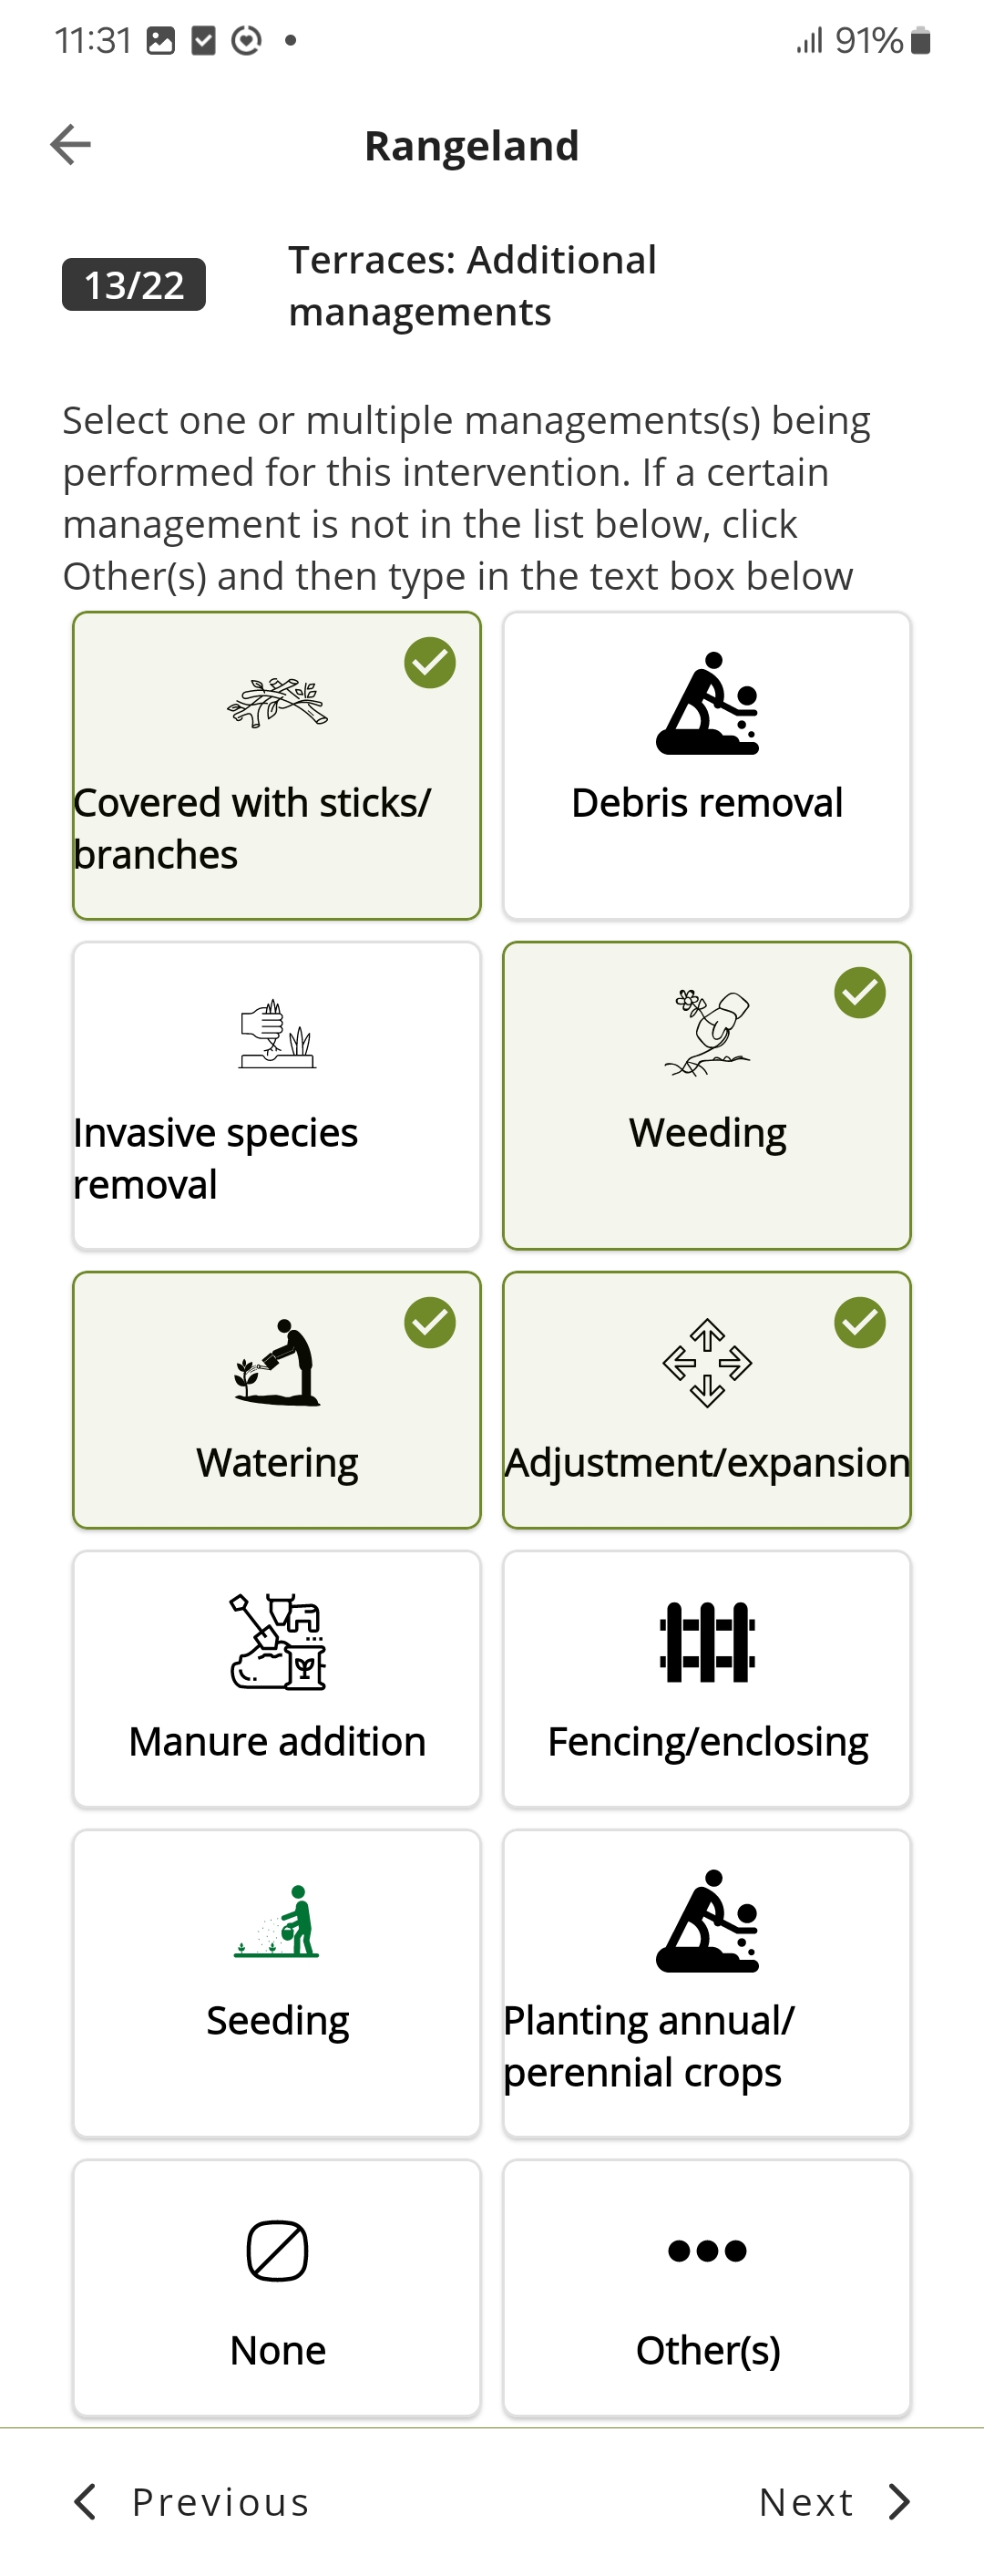 11:31
91%
Rangeland
13/22
Terraces: Additional
managements
Select one or multiple managements(s) being
performed for this intervention. If a certain
management is not in the list below, click
Other(s) and then type in the text box below
Covered with sticks/
branches
Debris removal
Invasive species
removal
Weeding
Watering
Adjustment/expansion
Manure addition
Fencing/enclosing
Seeding
Planting annual/
perennial crops
None
Other(s)
Previous
Next